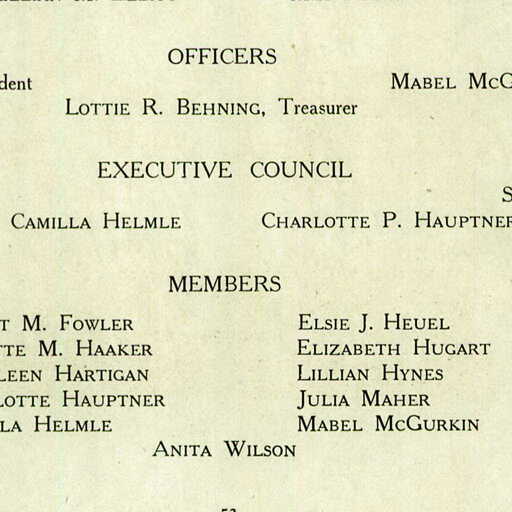 OFFICERS
dent MABEL MCG
LOTTIE R. BEHNING, Treasurer
EXECUTIVE COUNCIL
S
CAMILLA HELMLE CHARLOTTE P. HAUPTNER
MEMBERS
T M. FOWLER ELSIE J. HEUEL
TTE M. HAAKER ELIZABETH HUGART
LEEN HARTIGAN LILLIAN HYNES
LOTTE HAUPTNER JULIA MAHER
LA HELMLE MABEL MCGURKIN
ANITA WILSON